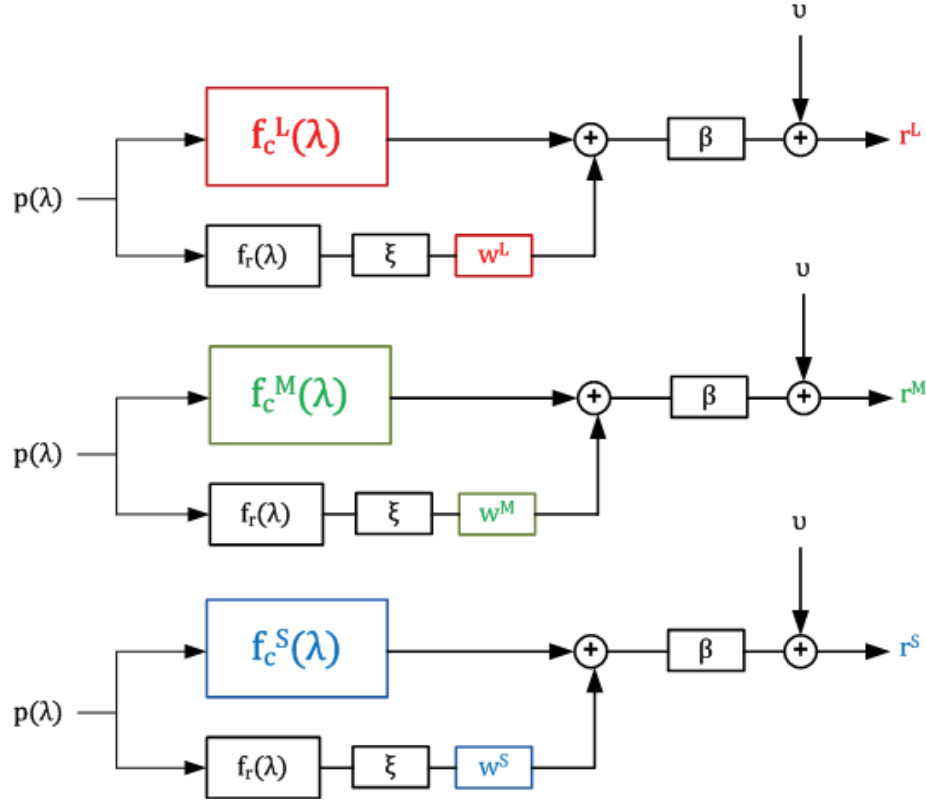 υ
f_c^L(λ) + β + r^L
p(λ)
f_r(λ) ξ w^L
υ
f_c^M(λ) + β + r^M
p(λ)
f_r(λ) ξ w^M
υ
f_c^S(λ) + β + r^S
p(λ)
f_r(λ) ξ w^S